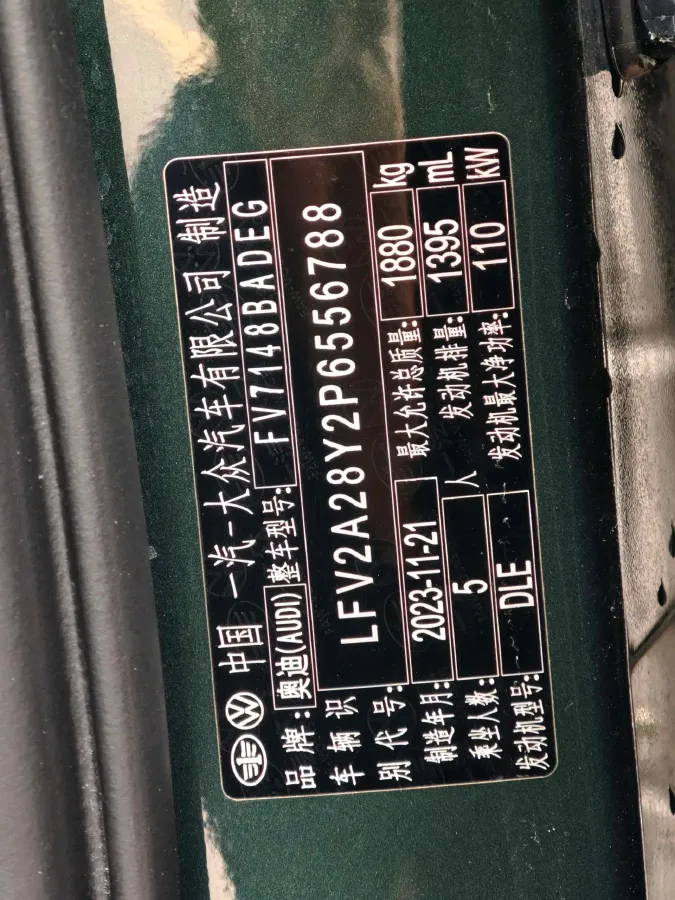 中国 一汽-大众汽车有限公司 制造
品牌: 奥迪(AUDI) 整车型号: FV7148BADEG
车辆识别代号: LFV2A28Y2P6556788
制造年月: 2023-11-21 最大允许总质量: 1880 kg
乘坐人数: 5 人 发动机排量: 1395 mL
发动机型号: DLE 发动机最大净功率: 110 kW